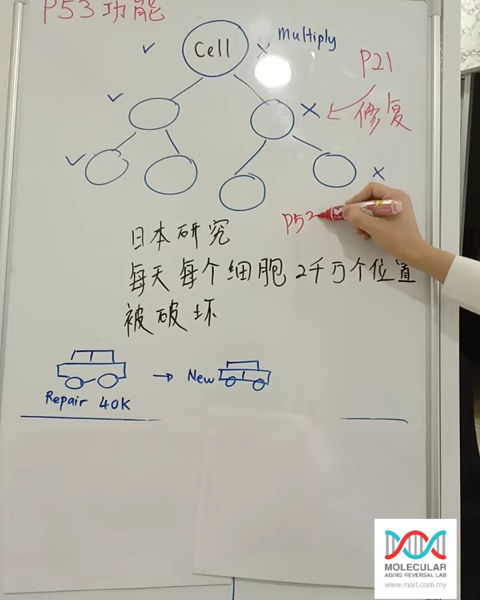 P53功能
Cell
multiply
P21
修复
日本研究
每天每个细胞 2千万个位置
被破坏
→ New
Repair 40K
MOLECULAR
AGING REVERSAL LAB
www.marl.com.my